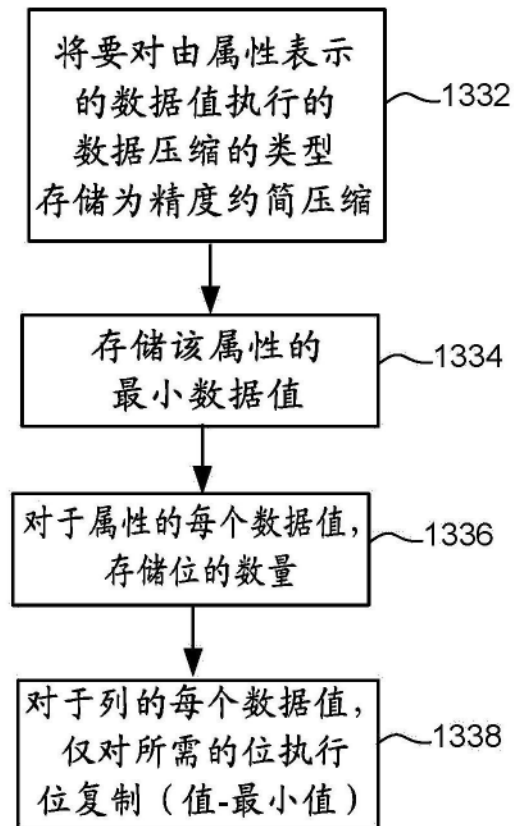 将要对由属性表示
的数据值执行的
数据压缩的类型
存储为精度约简压缩
1332
存储该属性的
最小数据值
1334
对于属性的每个数据值，
存储位的数量
1336
对于列的每个数据值，
仅对所需的位执行
位复制（值-最小值）
1338